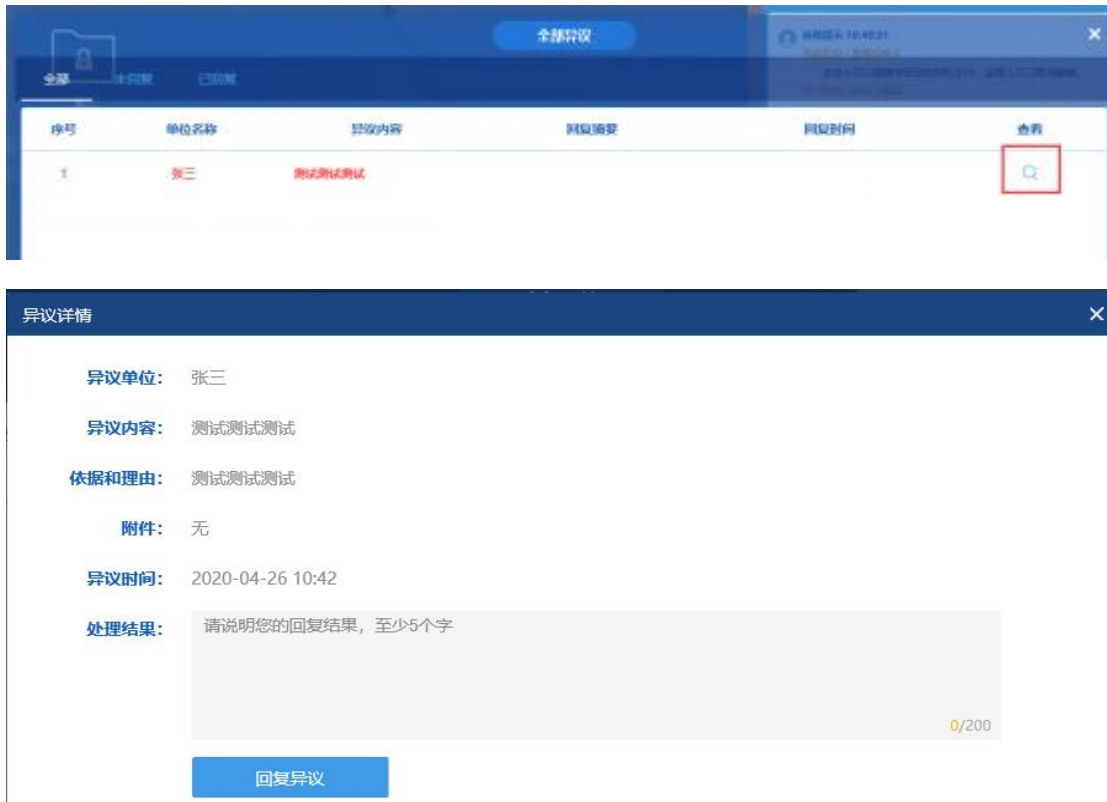 全部异议
全部 未回复 已回复
序号 单位名称 异议内容 回复摘要 回复时间 查看
1 张三 测试测试测试
异议详情
异议单位： 张三
异议内容： 测试测试测试
依据和理由： 测试测试测试
附件： 无
异议时间： 2020-04-26 10:42
处理结果： 请说明您的回复结果，至少5个字
0/200
回复异议